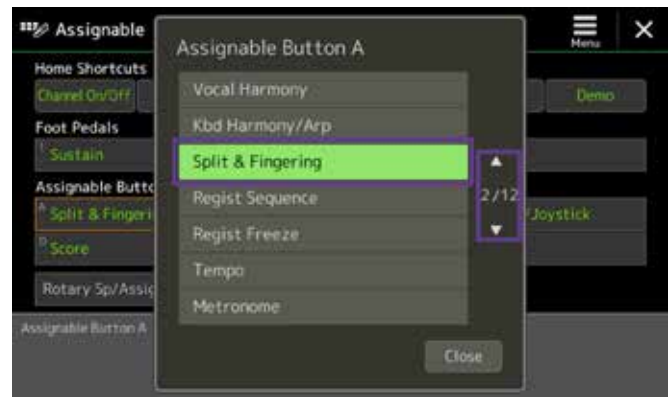 Assignable
Menu
Assignable Button A
Home Shortcuts
Channel On/Off
Demo
Foot Pedals
1 Sustain
Assignable Butto
A Split & Fingeri
/Joystick
D Score
Rotary Sp/Assig
Assignable Button A
Vocal Harmony
Kbd Harmony/Arp
Split & Fingering
Regist Sequence
Regist Freeze
Tempo
Metronome
2/12
Close